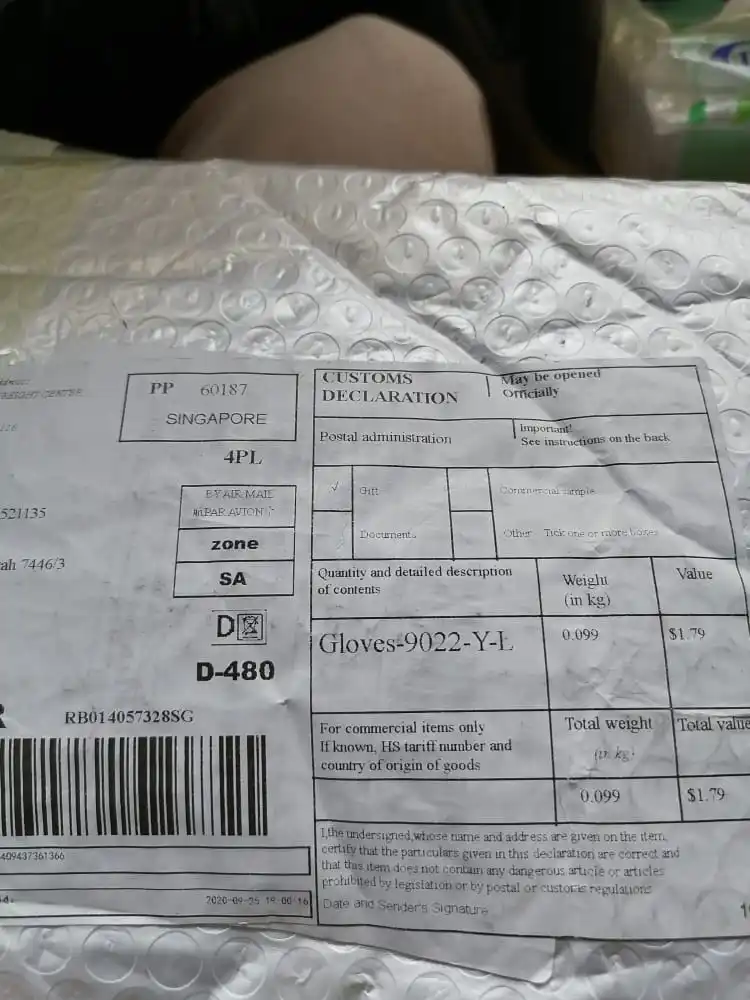 REIGHT CENTER
521135
ah 7446/3
PP 60187
SINGAPORE
4PL
BY AIR MAIL
PAR AVION
zone
SA
D
D-480
R
RB014057328SG
409437361366
2020-09-25 19:00:16
CUSTOMS
DECLARATION
May be opened
Officially
Postal administration
Important!
See instructions on the back
√ Gift
Commercial sample
Documents
Other Tick one or more boxes
Quantity and detailed description
of contents
Weight
(in kg)
Value
Gloves-9022-Y-L
0.099
$1.79
For commercial items only
If known, HS tariff number and
country of origin of goods
Total weight
(in kg)
Total value
0.099
$1.79
I,the undersigned,whose name and address are given on the item,
certify that the particulars given in this declaration are correct and
that this item does not contain any dangerous article or articles
prohibited by legislation or by postal or customs regulations
Date and Sender's Signature